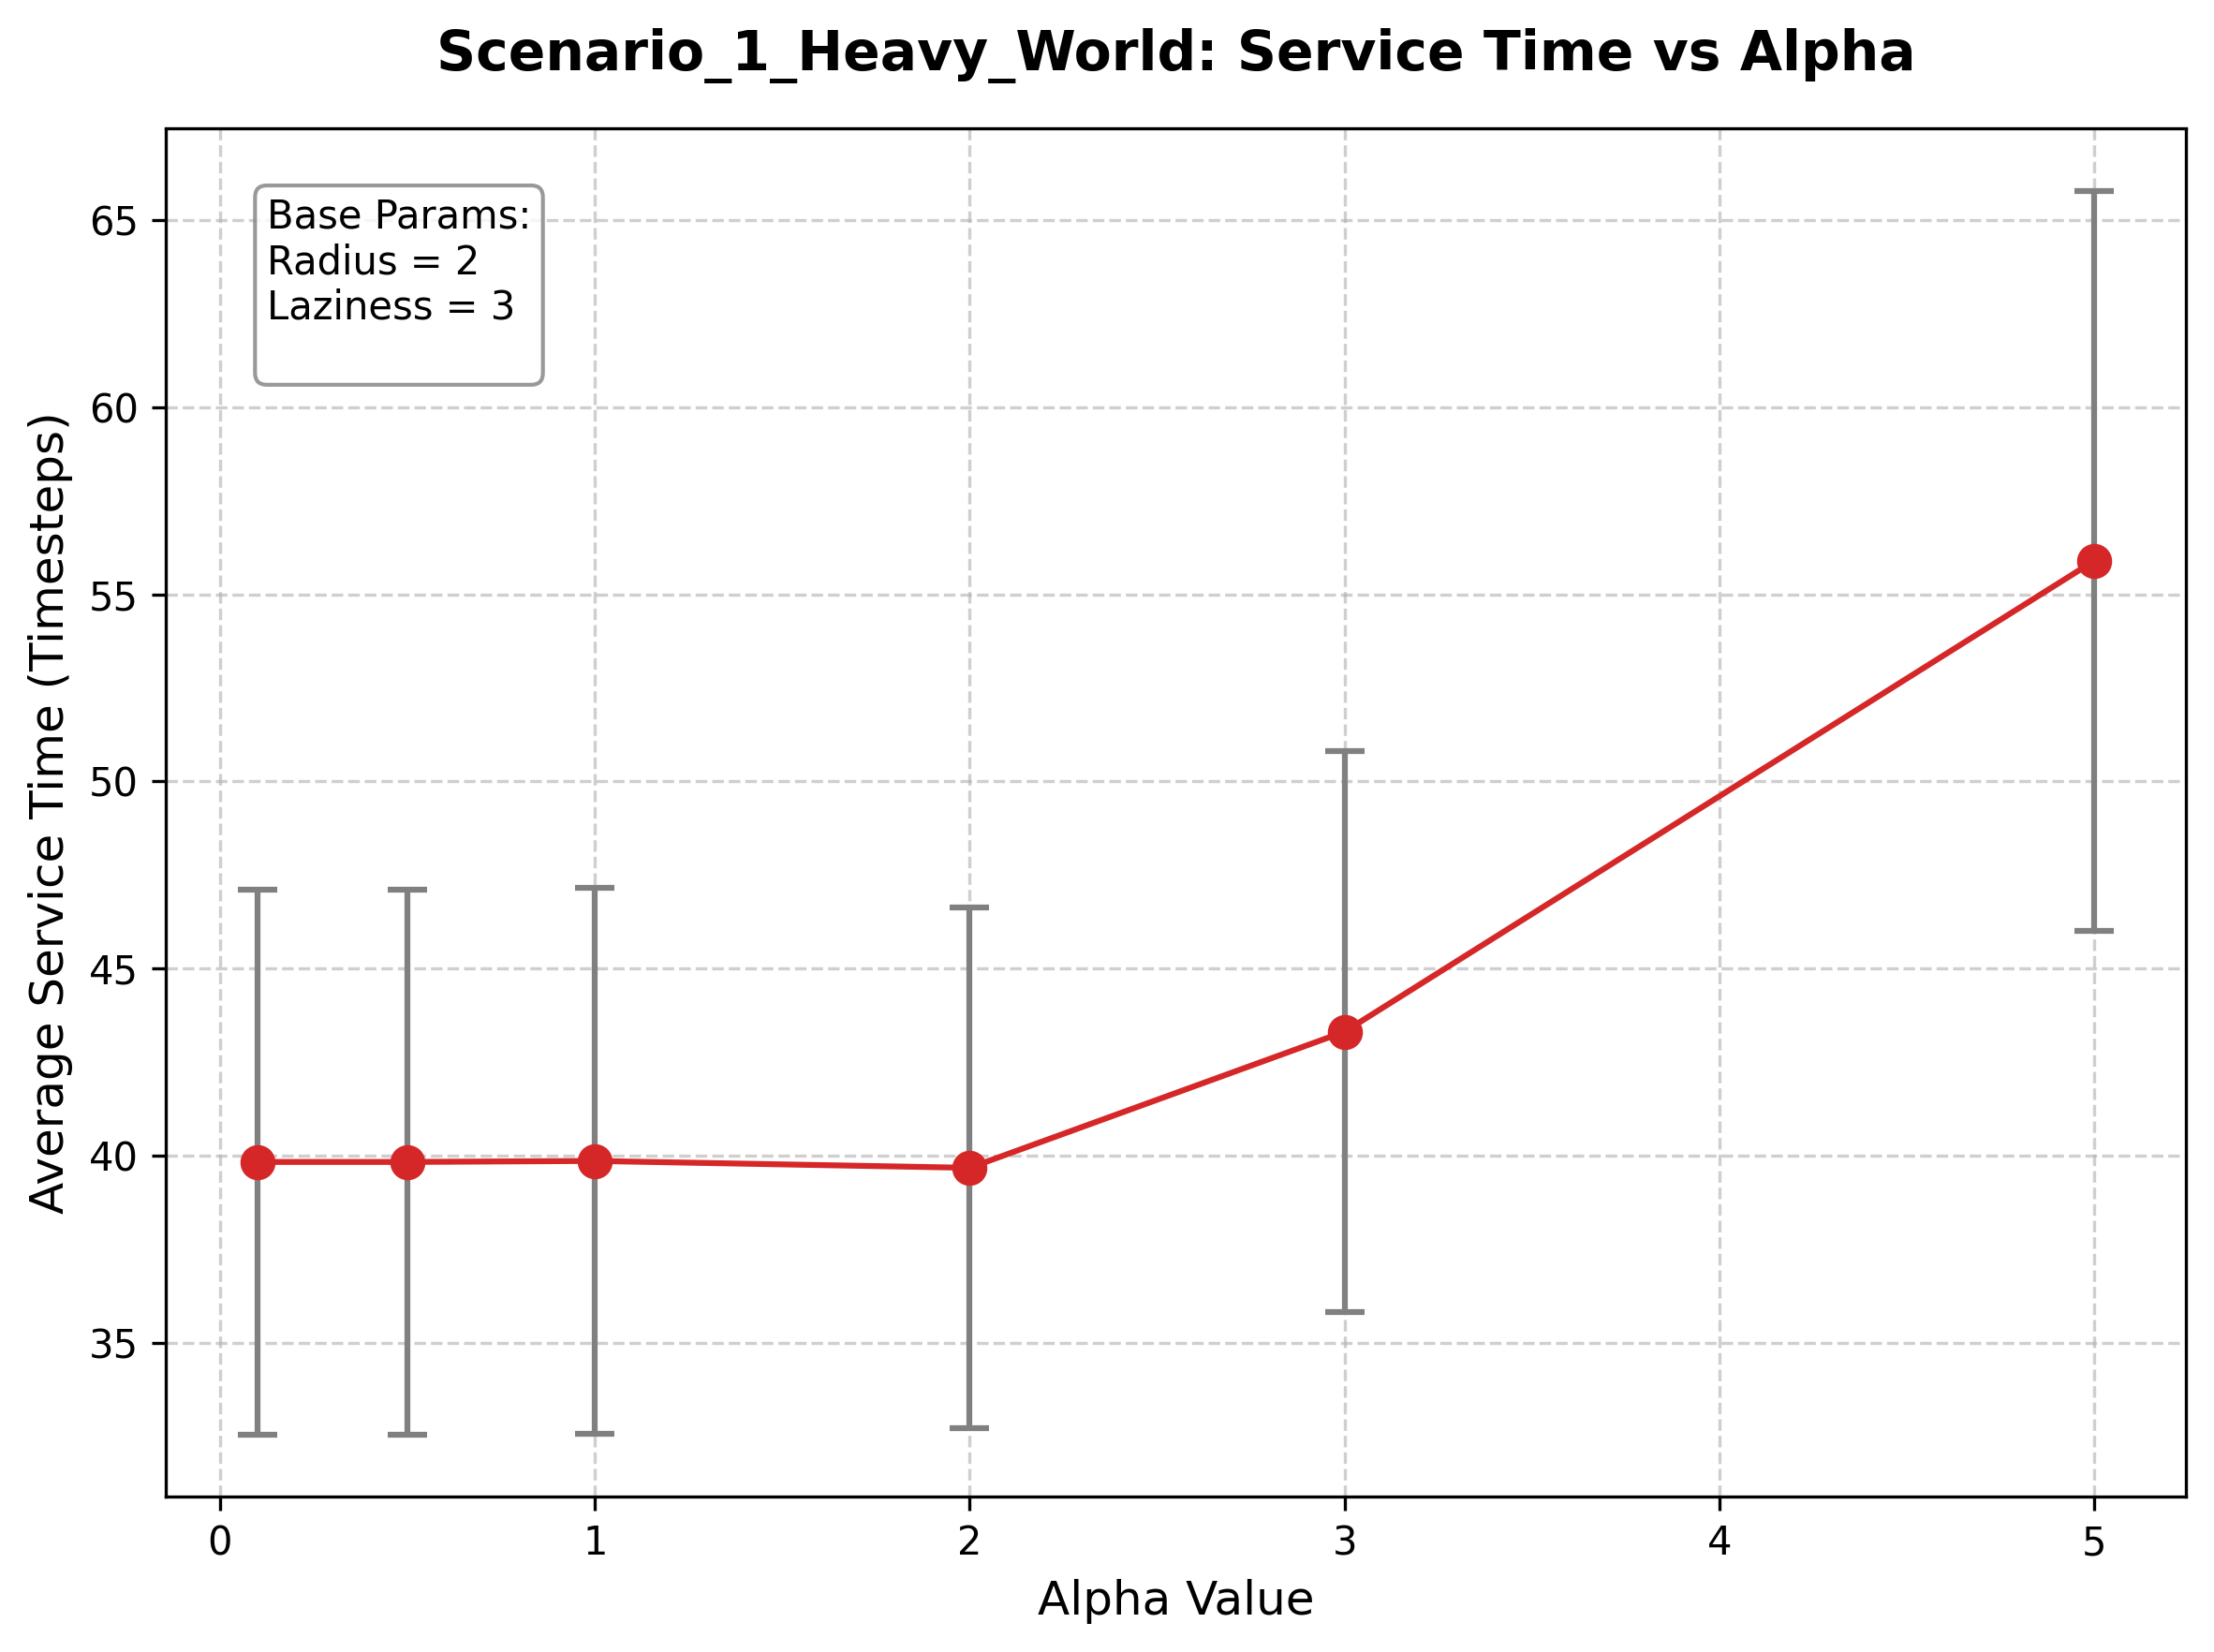 Scenario_1_Heavy_World: Service Time vs Alpha
Base Params:
Radius = 2
Laziness = 3
65
60
55
50
45
40
35
Average Service Time (Timesteps)
0 1 2 3 4 5
Alpha Value